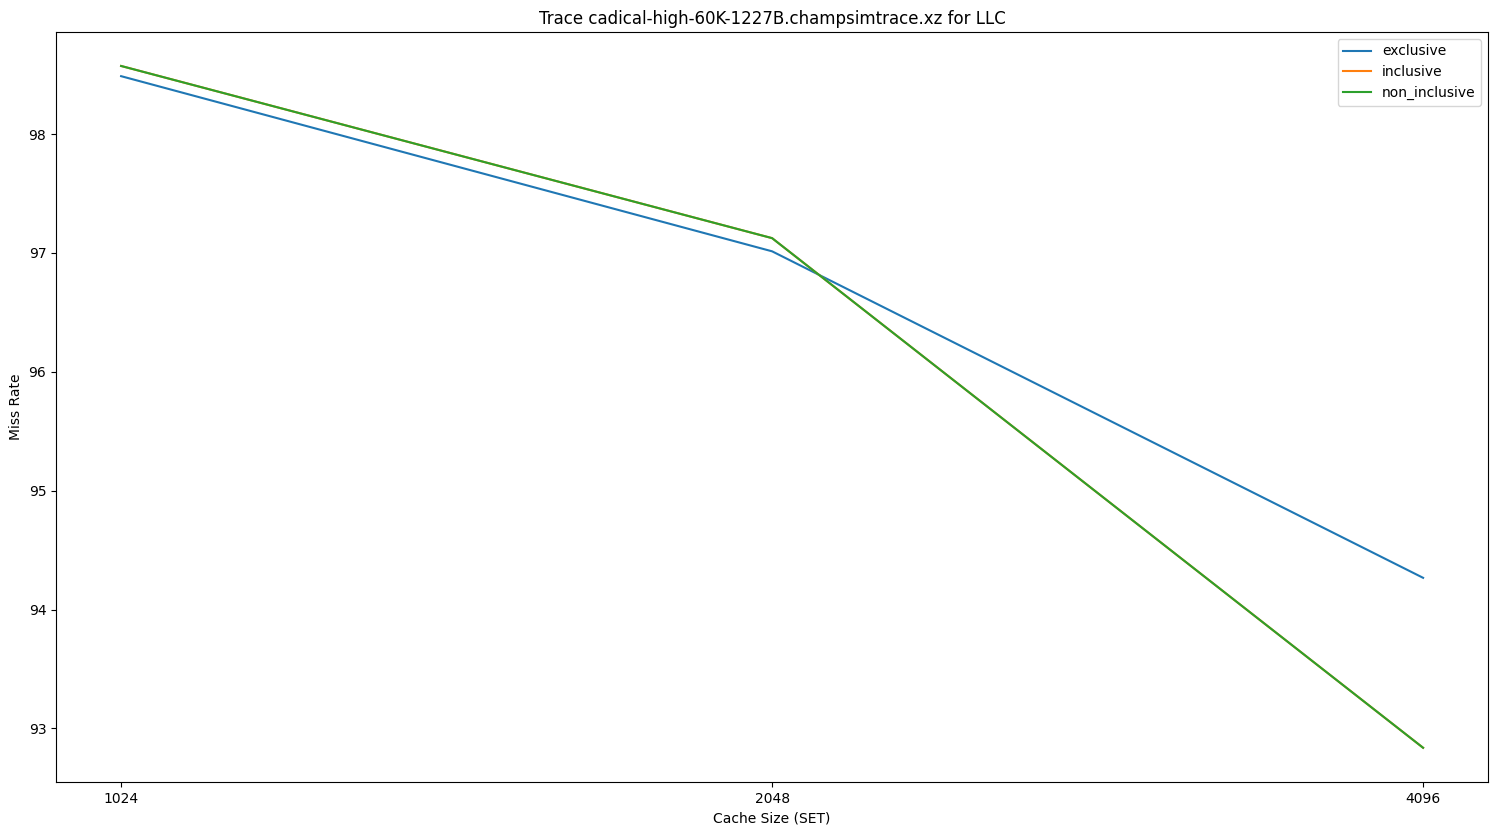 Trace cadical-high-60K-1227B.champsimtrace.xz for LLC
exclusive
inclusive
non_inclusive
Miss Rate
98
97
96
95
94
93
1024
2048
4096
Cache Size (SET)